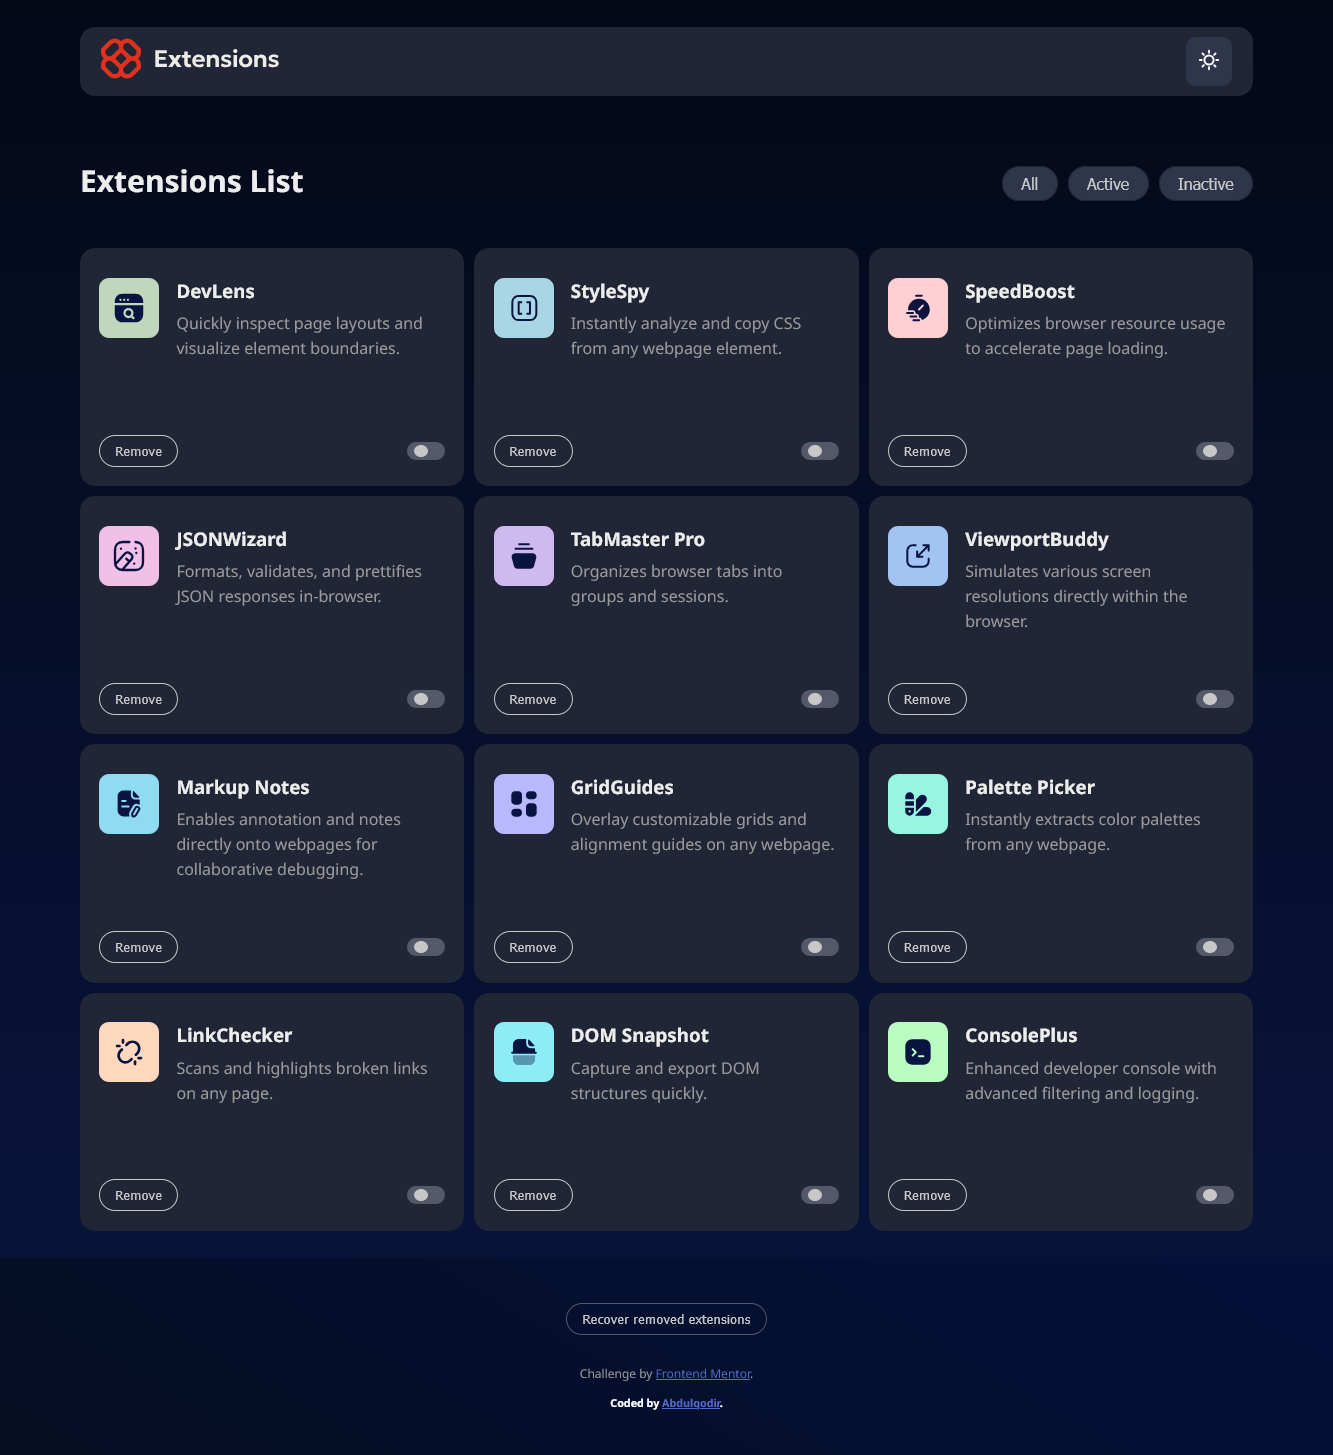 Extensions
Extensions List
All
Active
Inactive
DevLens
Quickly inspect page layouts and
visualize element boundaries.
Remove
StyleSpy
Instantly analyze and copy CSS
from any webpage element.
Remove
SpeedBoost
Optimizes browser resource usage
to accelerate page loading.
Remove
JSONWizard
Formats, validates, and prettifies
JSON responses in-browser.
Remove
TabMaster Pro
Organizes browser tabs into
groups and sessions.
Remove
ViewportBuddy
Simulates various screen
resolutions directly within the
browser.
Remove
Markup Notes
Enables annotation and notes
directly onto webpages for
collaborative debugging.
Remove
GridGuides
Overlay customizable grids and
alignment guides on any webpage.
Remove
Palette Picker
Instantly extracts color palettes
from any webpage.
Remove
LinkChecker
Scans and highlights broken links
on any page.
Remove
DOM Snapshot
Capture and export DOM
structures quickly.
Remove
ConsolePlus
Enhanced developer console with
advanced filtering and logging.
Remove
Recover removed extensions
Challenge by Frontend Mentor.
Coded by Abdulqodir.